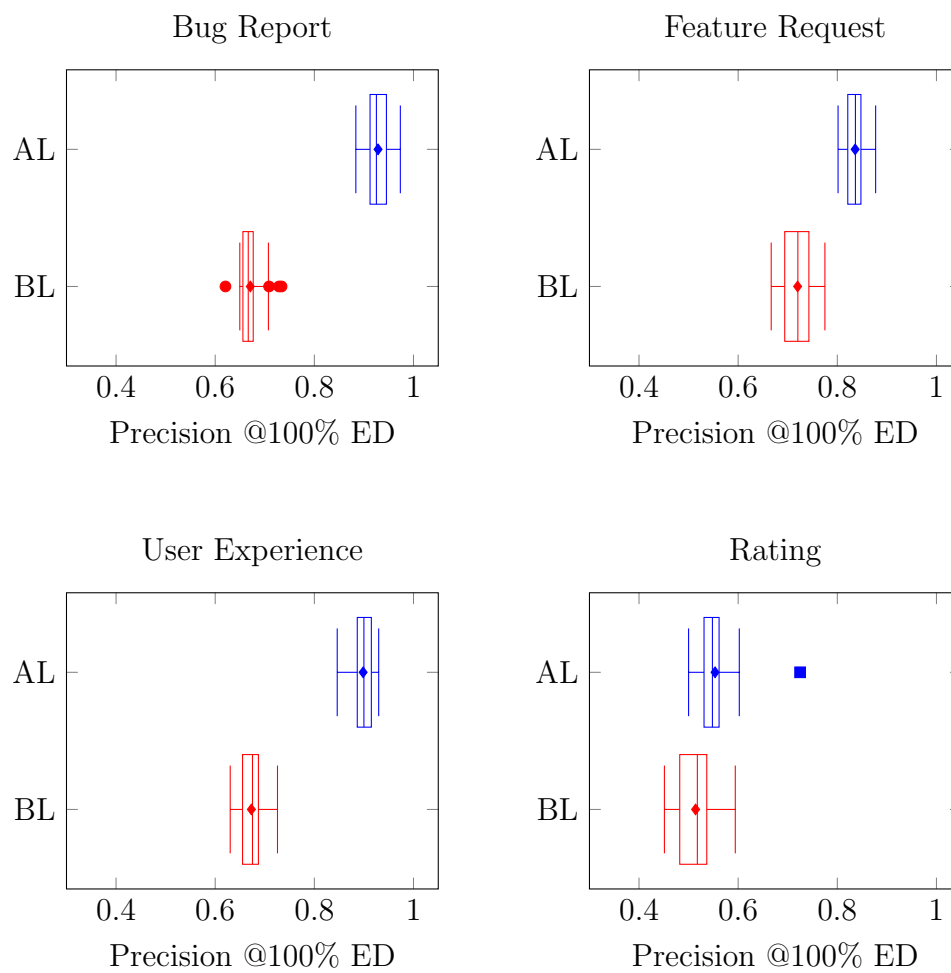 Bug Report
AL
BL
0.4 0.6 0.8 1
Precision @100% ED
Feature Request
AL
BL
0.4 0.6 0.8 1
Precision @100% ED
User Experience
AL
BL
0.4 0.6 0.8 1
Precision @100% ED
Rating
AL
BL
0.4 0.6 0.8 1
Precision @100% ED